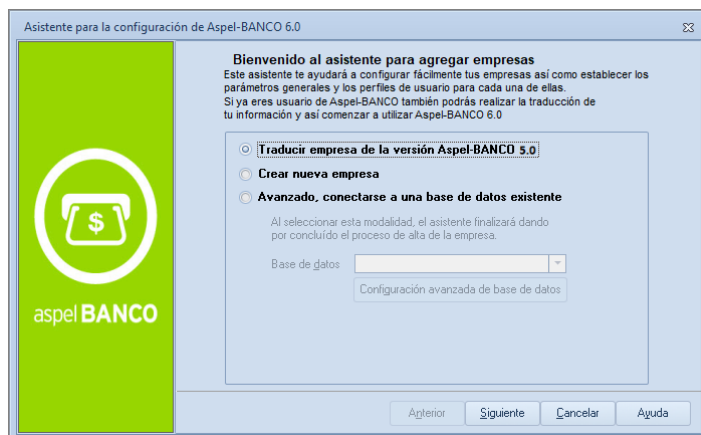 Asistente para la configuración de Aspel-BANCO 6.0
Bienvenido al asistente para agregar empresas
Este asistente te ayudará a configurar fácilmente tus empresas así como establecer los
parámetros generales y los perfiles de usuario para cada una de ellas.
Si ya eres usuario de Aspel-BANCO también podrás realizar la traducción de
tu información y así comenzar a utilizar Aspel-BANCO 6.0
Traducir empresa de la versión Aspel-BANCO 5.0
Crear nueva empresa
Avanzado, conectarse a una base de datos existente
Al seleccionar esta modalidad, el asistente finalizará dando
por concluído el proceso de alta de la empresa.
Base de datos
Configuración avanzada de base de datos
$
aspel BANCO
Anterior Siguiente Cancelar Ayuda